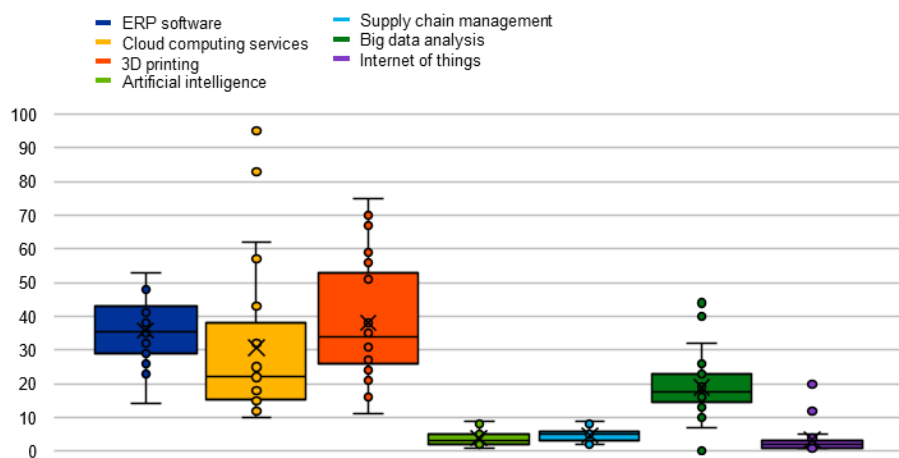 ERP software
Cloud computing services
3D printing
Artificial intelligence
Supply chain management
Big data analysis
Internet of things
100
90
80
70
60
50
40
30
20
10
0